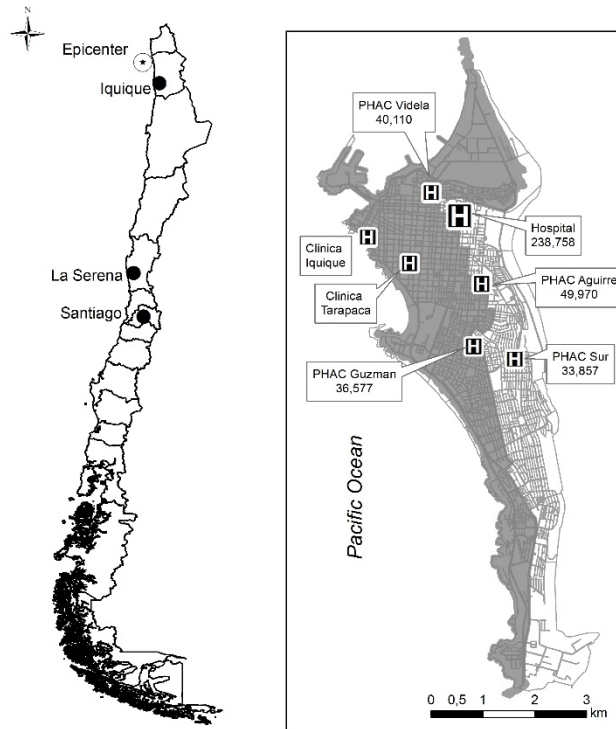 N
Epicenter
Iquique
La Serena
Santiago
PHAC Videla
40,110
H
H
Hospital
238,758
H
Clinica
Iquique
H
Clinica
Tarapaca
H
PHAC Aguirre
49,970
H
PHAC Guzman
36,577
H
PHAC Sur
33,857
Pacific Ocean
0 0,5 1 2 3
km